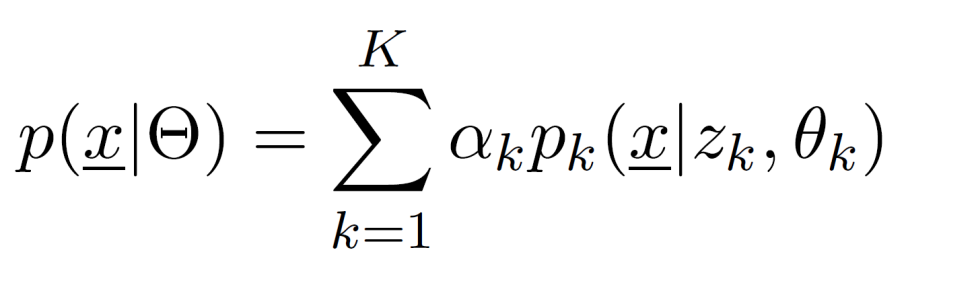 p(x̲|Θ) = ∑_{k=1}^{K} α_k p_k(x̲|z_k, θ_k)